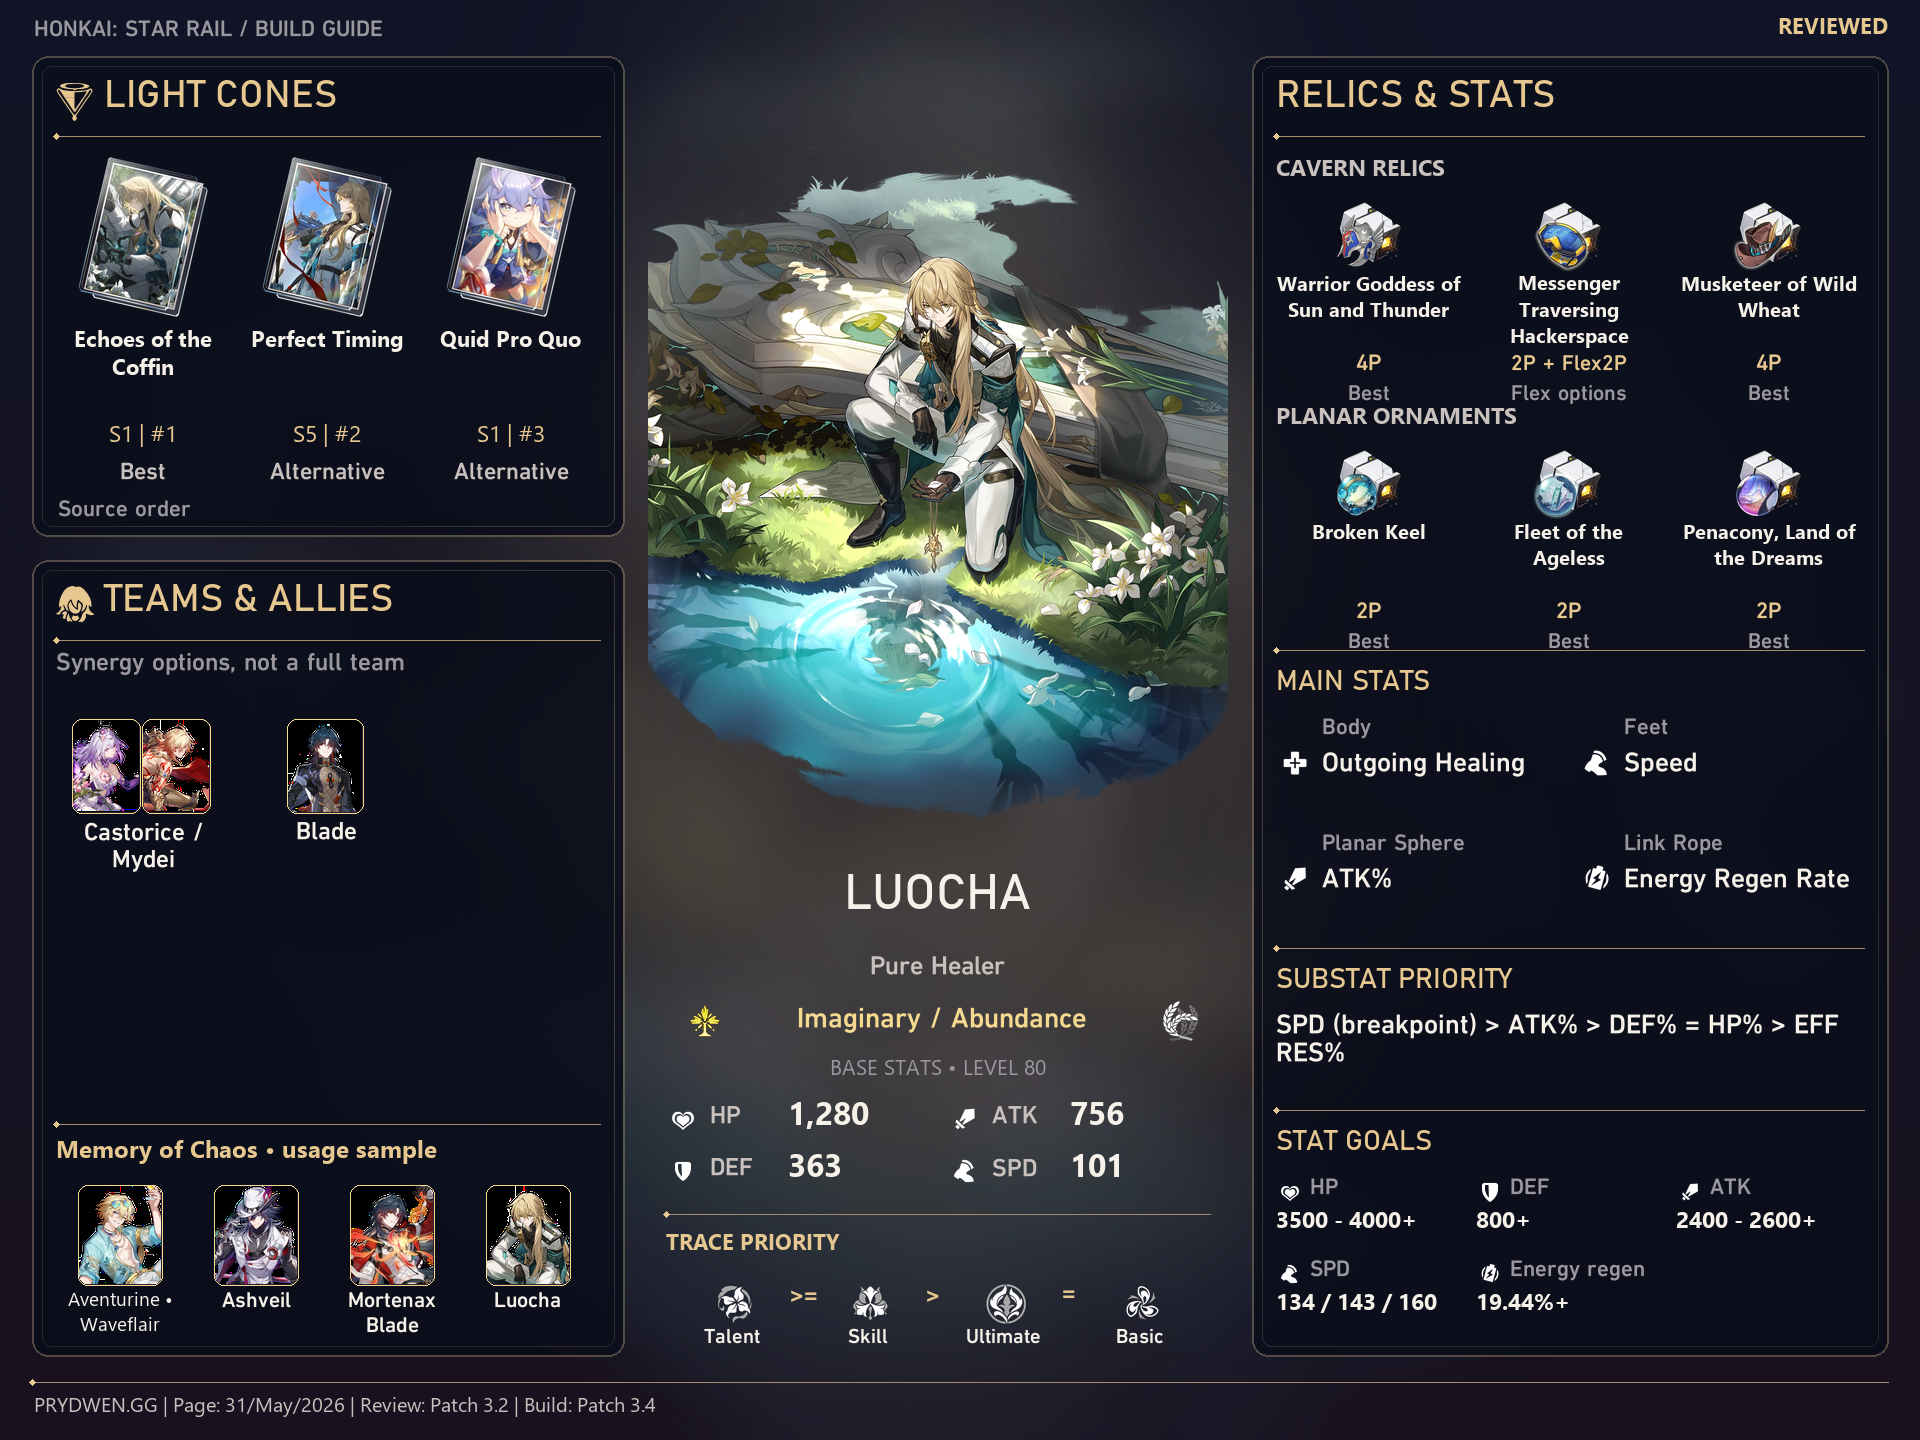 HONKAI: STAR RAIL / BUILD GUIDE
REVIEWED
LIGHT CONES
Echoes of the
Coffin
S1 | #1
Best
Perfect Timing
S5 | #2
Alternative
Quid Pro Quo
S1 | #3
Alternative
Source order
TEAMS & ALLIES
Synergy options, not a full team
Castorice /
Mydei
Blade
Memory of Chaos • usage sample
Aventurine •
Waveflair
Ashveil
Mortenax
Blade
Luocha
LUOCHA
Pure Healer
Imaginary / Abundance
BASE STATS • LEVEL 80
HP 1,280
ATK 756
DEF 363
SPD 101
TRACE PRIORITY
Talent >= Skill > Ultimate = Basic
RELICS & STATS
CAVERN RELICS
Warrior Goddess of
Sun and Thunder
4P
Best
Messenger
Traversing
Hackerspace
2P + Flex2P
Flex options
Musketeer of Wild
Wheat
4P
Best
PLANAR ORNAMENTS
Broken Keel
2P
Best
Fleet of the
Ageless
2P
Best
Penacony, Land of
the Dreams
2P
Best
MAIN STATS
Body
Outgoing Healing
Feet
Speed
Planar Sphere
ATK%
Link Rope
Energy Regen Rate
SUBSTAT PRIORITY
SPD (breakpoint) > ATK% > DEF% = HP% > EFF
RES%
STAT GOALS
HP
3500 - 4000+
DEF
800+
ATK
2400 - 2600+
SPD
134 / 143 / 160
Energy regen
19.44%+
PRYDWEN.GG | Page: 31/May/2026 | Review: Patch 3.2 | Build: Patch 3.4